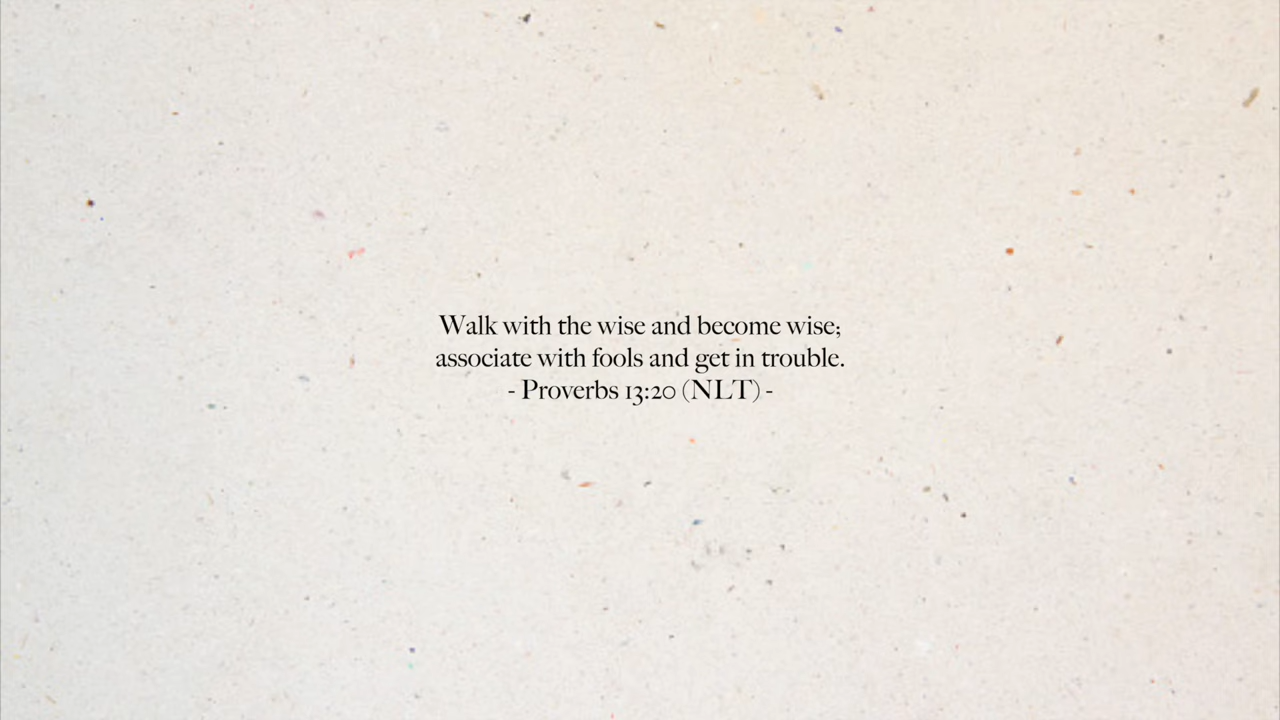 Walk with the wise and become wise;
associate with fools and get in trouble.
- Proverbs 13:20 (NLT) -